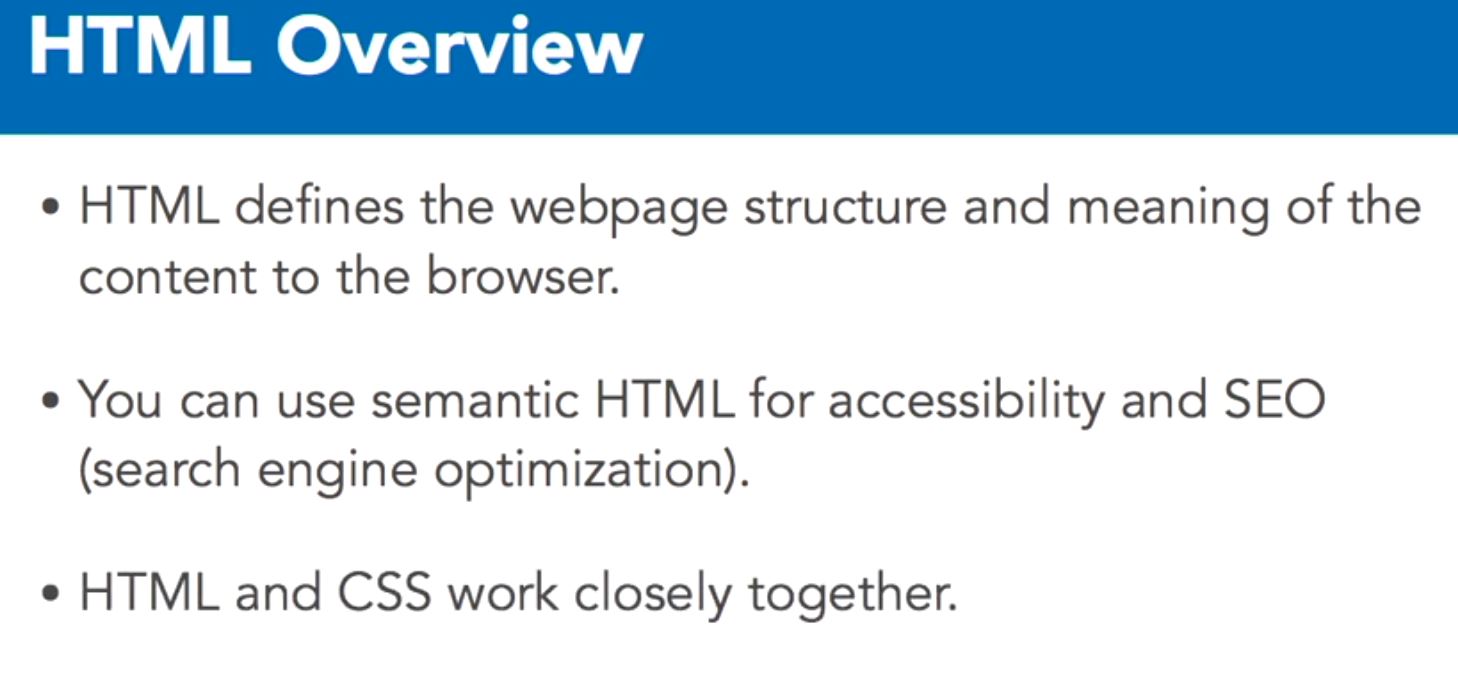 HTML Overview
• HTML defines the webpage structure and meaning of the
content to the browser.
• You can use semantic HTML for accessibility and SEO
(search engine optimization).
• HTML and CSS work closely together.